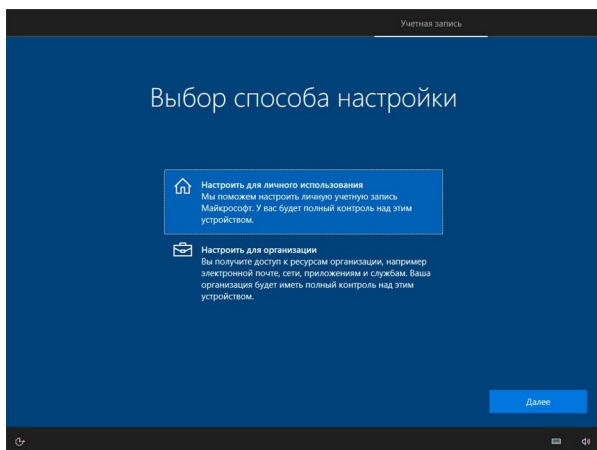 Учетная запись
Выбор способа настройки
Настроить для личного использования
Мы поможем настроить личную учетную запись
Майкрософт. У вас будет полный контроль над этим
устройством.
Настроить для организации
Вы получите доступ к ресурсам организации, например
электронной почте, сети, приложениям и службам. Ваша
организация будет иметь полный контроль над этим
устройством.
Далее